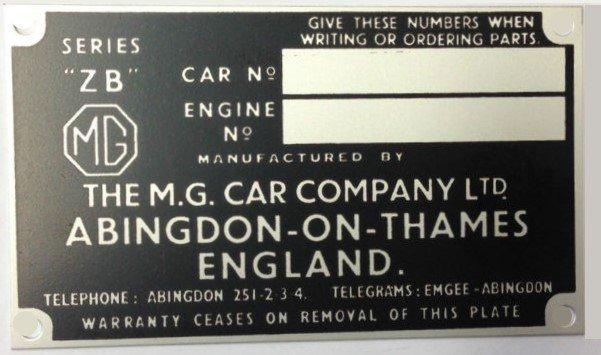 GIVE THESE NUMBERS WHEN
WRITING OR ORDERING PARTS.
SERIES
"ZB"
CAR Nº
ENGINE
Nº
MG
MANUFACTURED BY
THE M.G. CAR COMPANY LTD
ABINGDON-ON-THAMES
ENGLAND.
TELEPHONE: ABINGDON 251-2-3-4. TELEGRAMS: EMGEE-ABINGDON
WARRANTY CEASES ON REMOVAL OF THIS PLATE